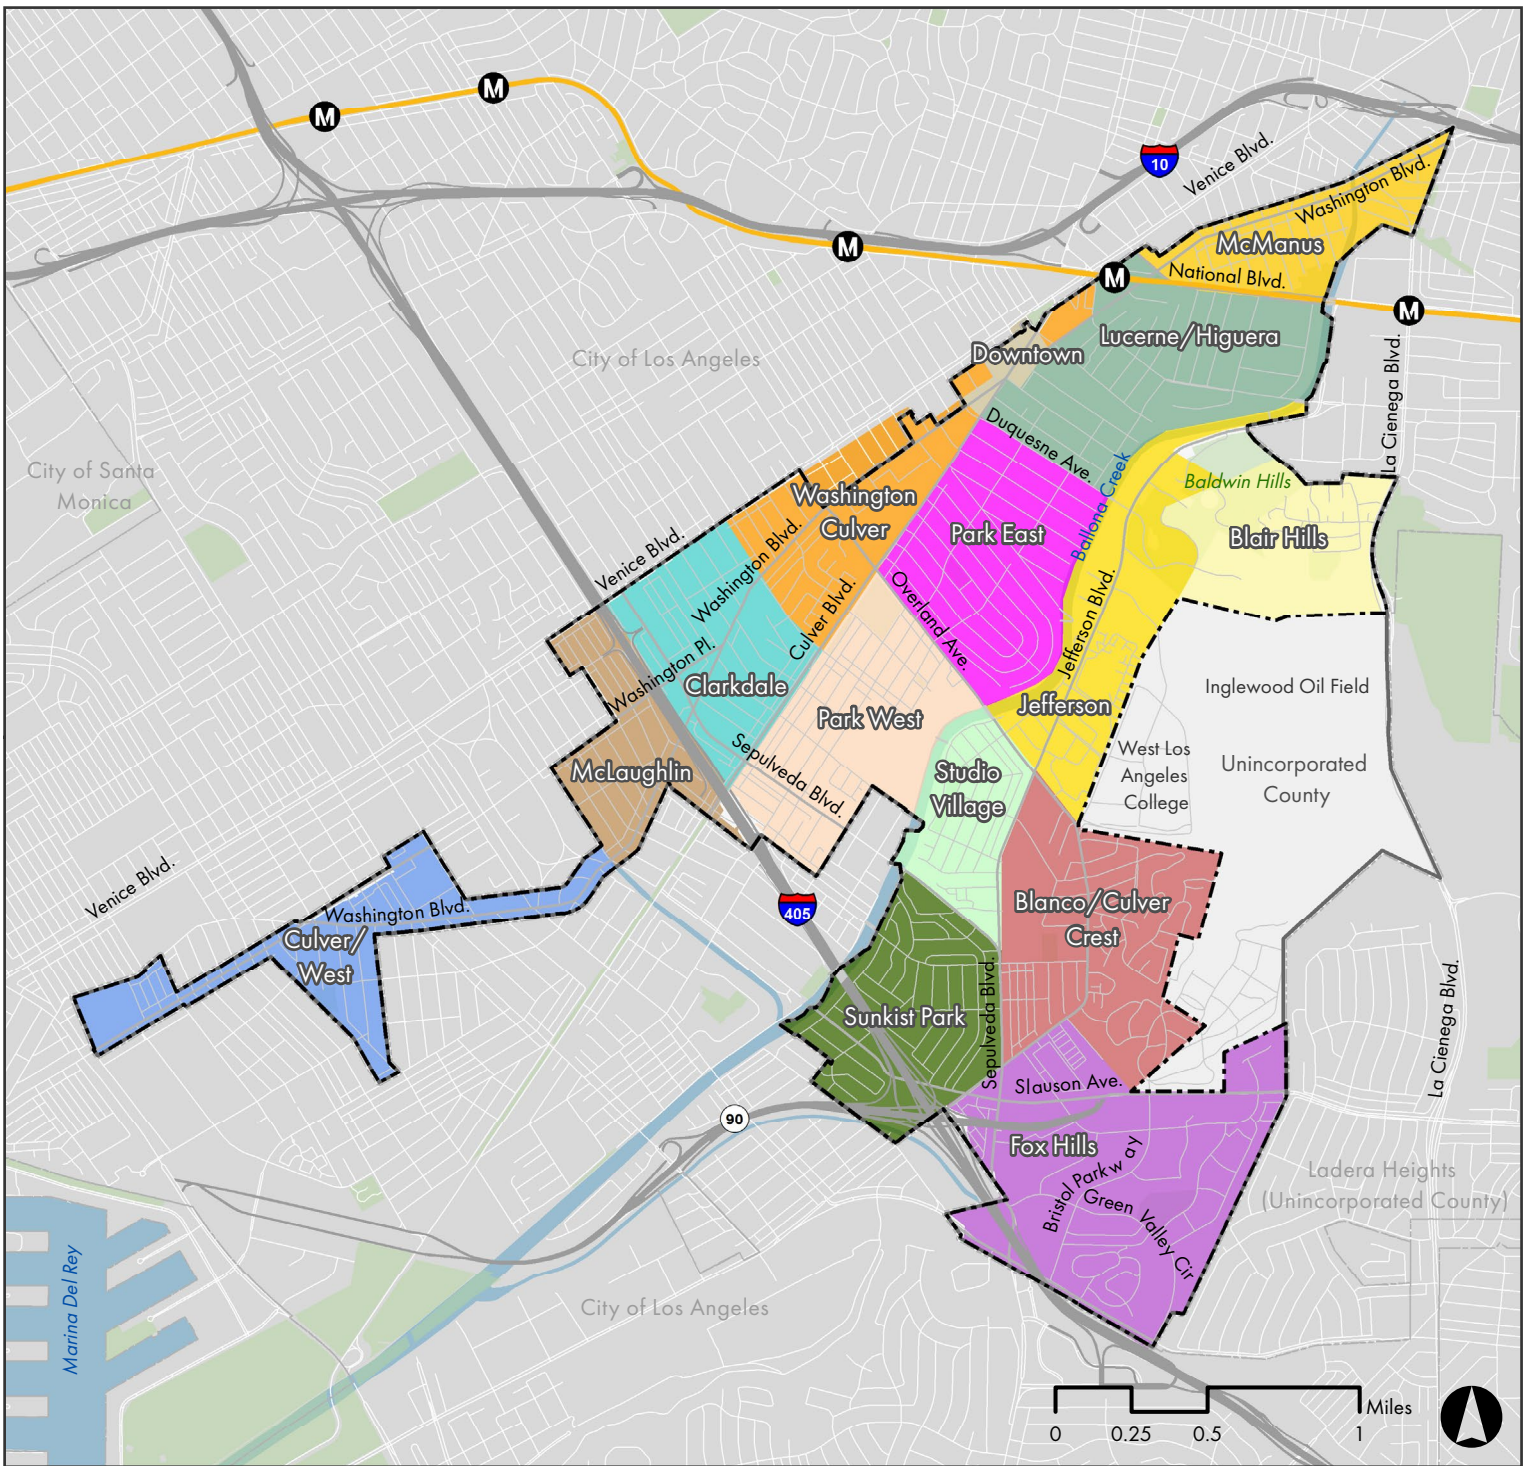 M
M
10
Venice Blvd.
Washington Blvd.
M
McManus
M
National Blvd.
M
Lucerne/Higuera
City of Los Angeles
Downtown
La Cienega Blvd.
City of Santa
Monica
Duquesne Ave.
Ballona Creek
Baldwin Hills
Washington
Culver
Park East
Blair Hills
Venice Blvd.
Washington Blvd.
Culver Blvd.
Overland Ave.
Jefferson Blvd.
Washington Pl.
Clarkdale
Park West
Jefferson
Inglewood Oil Field
Sepulveda Blvd.
McLaughlin
Studio
Village
West Los
Angeles
College
Unincorporated
County
Venice Blvd.
405
Washington Blvd.
Culver/
West
Blanco/Culver
Crest
Sunkist Park
Sepulveda Blvd.
La Cienega Blvd.
Slauson Ave.
90
Fox Hills
Bristol Parkway
Green Valley Cir
Ladera Heights
(Unincorporated County)
Marina Del Rey
City of Los Angeles
Miles
0 0.25 0.5 1